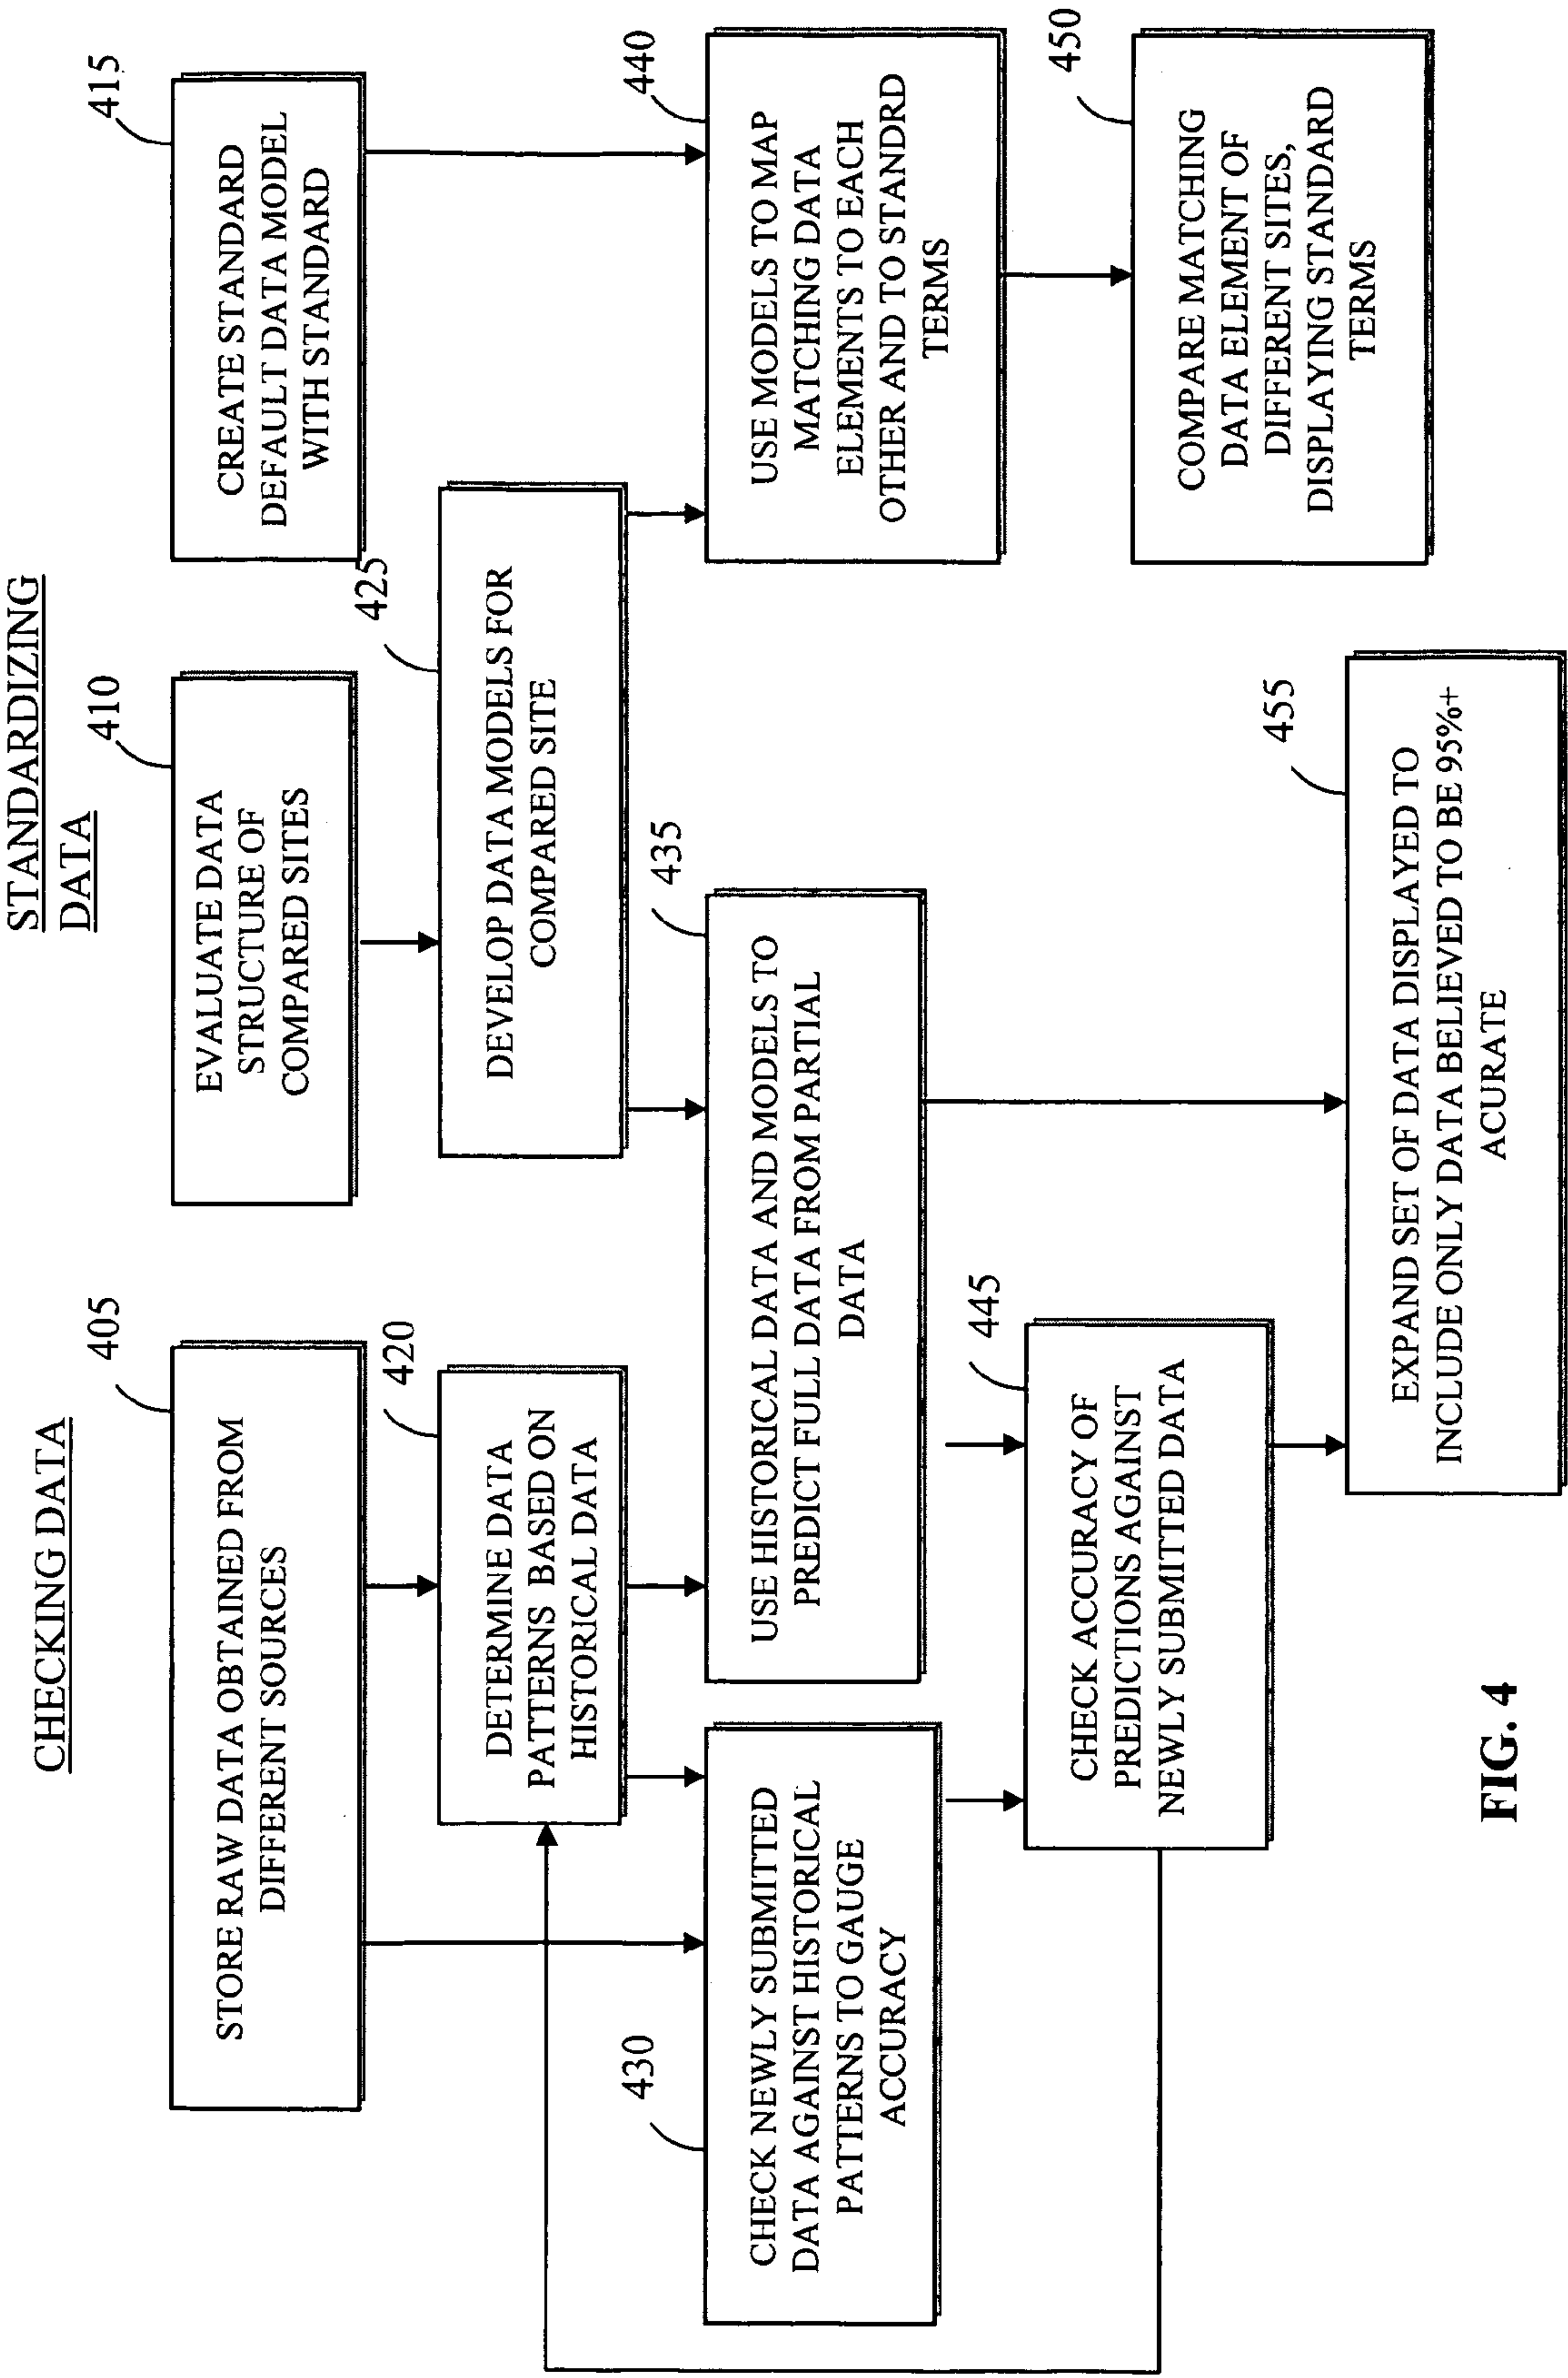 CHECKING DATA
STANDARDIZING
DATA
405
STORE RAW DATA OBTAINED FROM
DIFFERENT SOURCES
410
EVALUATE DATA
STRUCTURE OF
COMPARED SITES
415
CREATE STANDARD
DEFAULT DATA MODEL
WITH STANDARD
420
DETERMINE DATA
PATTERNS BASED ON
HISTORICAL DATA
425
DEVELOP DATA MODELS FOR
COMPARED SITE
430
CHECK NEWLY SUBMITTED
DATA AGAINST HISTORICAL
PATTERNS TO GAUGE
ACCURACY
435
USE HISTORICAL DATA AND MODELS TO
PREDICT FULL DATA FROM PARTIAL
DATA
440
USE MODELS TO MAP
MATCHING DATA
ELEMENTS TO EACH
OTHER AND TO STANDRD
TERMS
445
CHECK ACCURACY OF
PREDICTIONS AGAINST
NEWLY SUBMITTED DATA
450
COMPARE MATCHING
DATA ELEMENT OF
DIFFERENT SITES,
DISPLAYING STANDARD
TERMS
455
EXPAND SET OF DATA DISPLAYED TO
INCLUDE ONLY DATA BELIEVED TO BE 95%+
ACURATE
FIG. 4